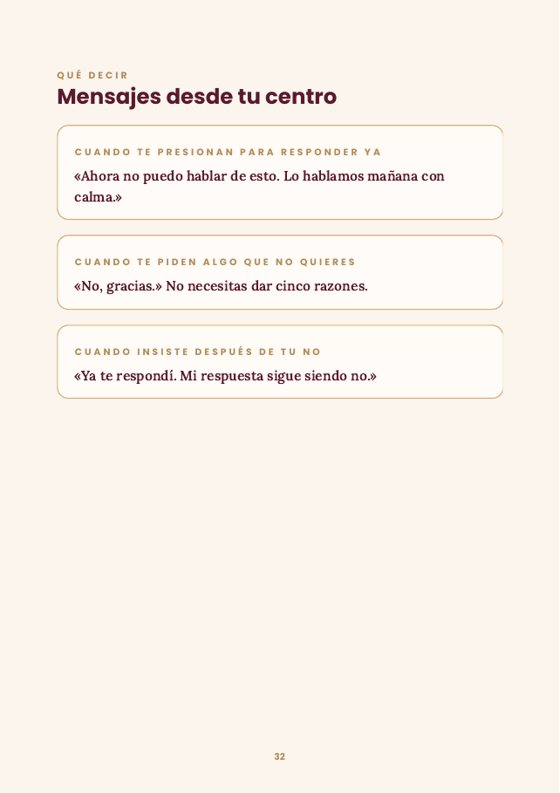 QUÉ DECIR
Mensajes desde tu centro
CUANDO TE PRESIONAN PARA RESPONDER YA
«Ahora no puedo hablar de esto. Lo hablamos mañana con
calma.»
CUANDO TE PIDEN ALGO QUE NO QUIERES
«No, gracias.» No necesitas dar cinco razones.
CUANDO INSISTE DESPUÉS DE TU NO
«Ya te respondí. Mi respuesta sigue siendo no.»
32